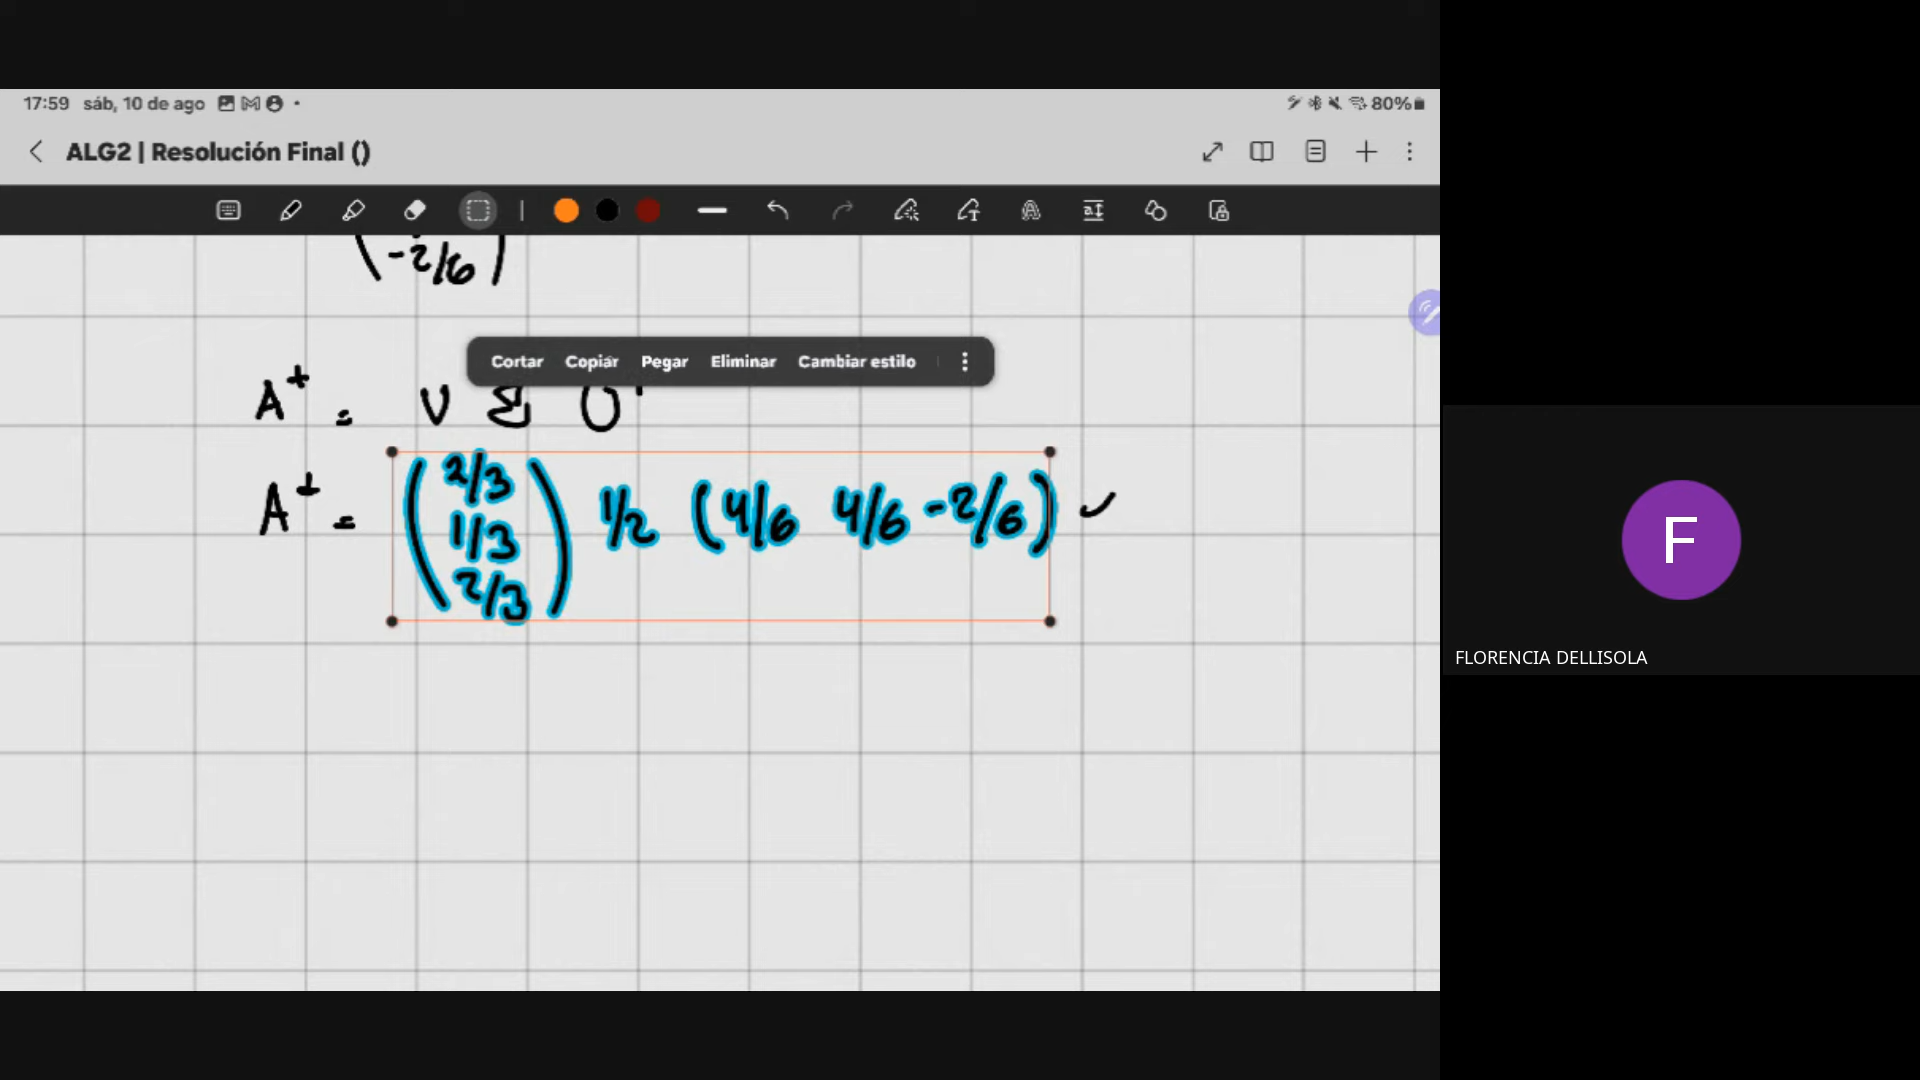 17:59 sáb, 10 de ago
80%
ALG2 | Resolución Final ()
-2/6
Cortar Copiar Pegar Eliminar Cambiar estilo
A⁺ = V Σ U
A⁺ = (2/3 1/3 2/3) 1/2 (4/6 4/6 -2/6) ✓
F
FLORENCIA DELLISOLA